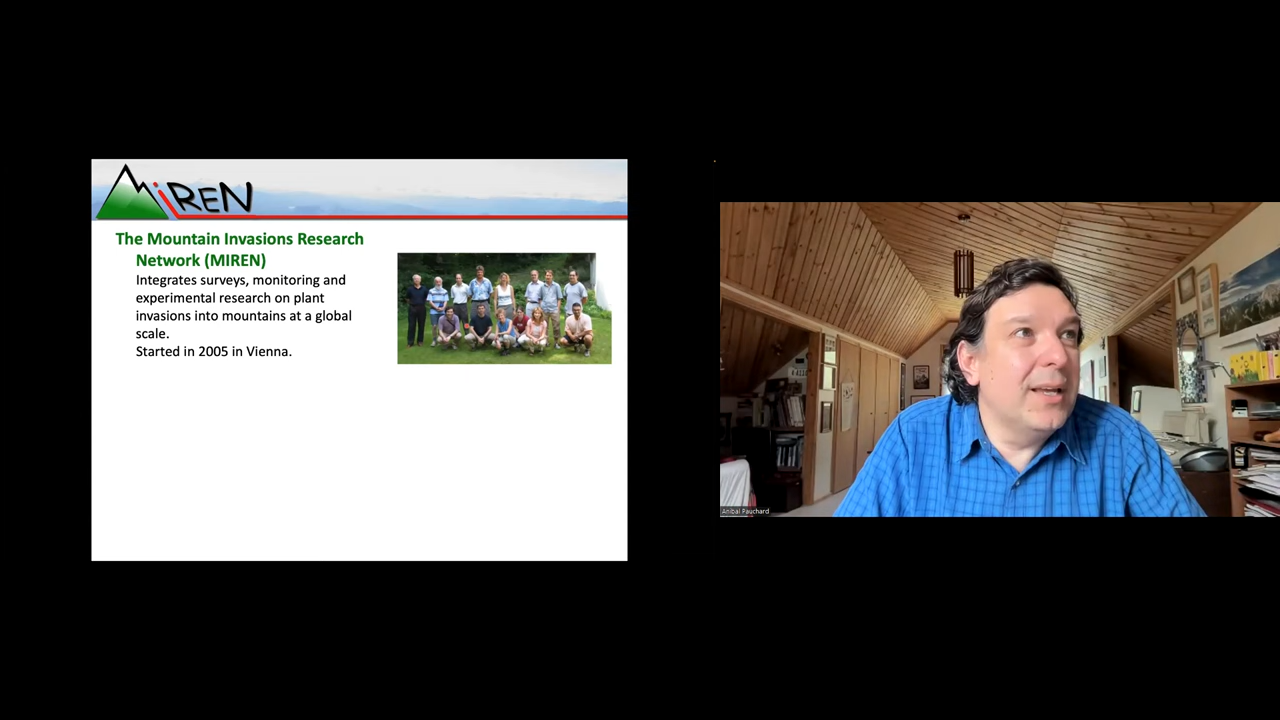 MiREN
The Mountain Invasions Research
Network (MIREN)
Integrates surveys, monitoring and
experimental research on plant
invasions into mountains at a global
scale.
Started in 2005 in Vienna.
Aníbal Pauchard